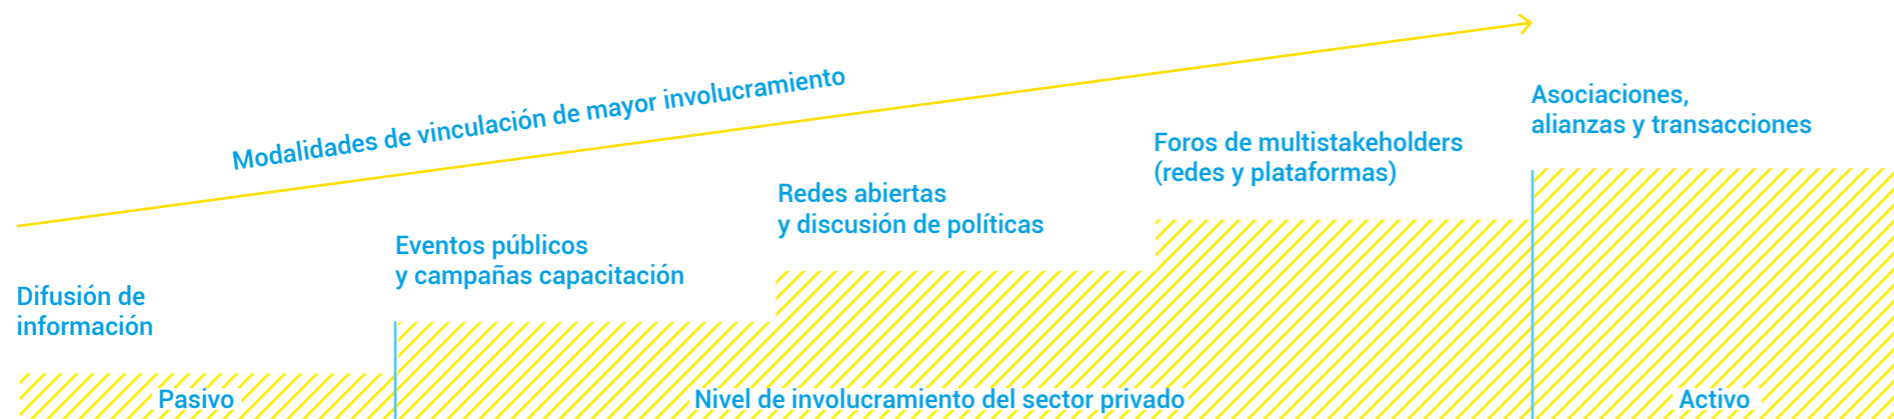 Modalidades de vinculación de mayor involucramiento
Difusión de
información
Eventos públicos
y campañas capacitación
Redes abiertas
y discusión de políticas
Foros de multistakeholders
(redes y plataformas)
Asociaciones,
alianzas y transacciones
Pasivo
Nivel de involucramiento del sector privado
Activo